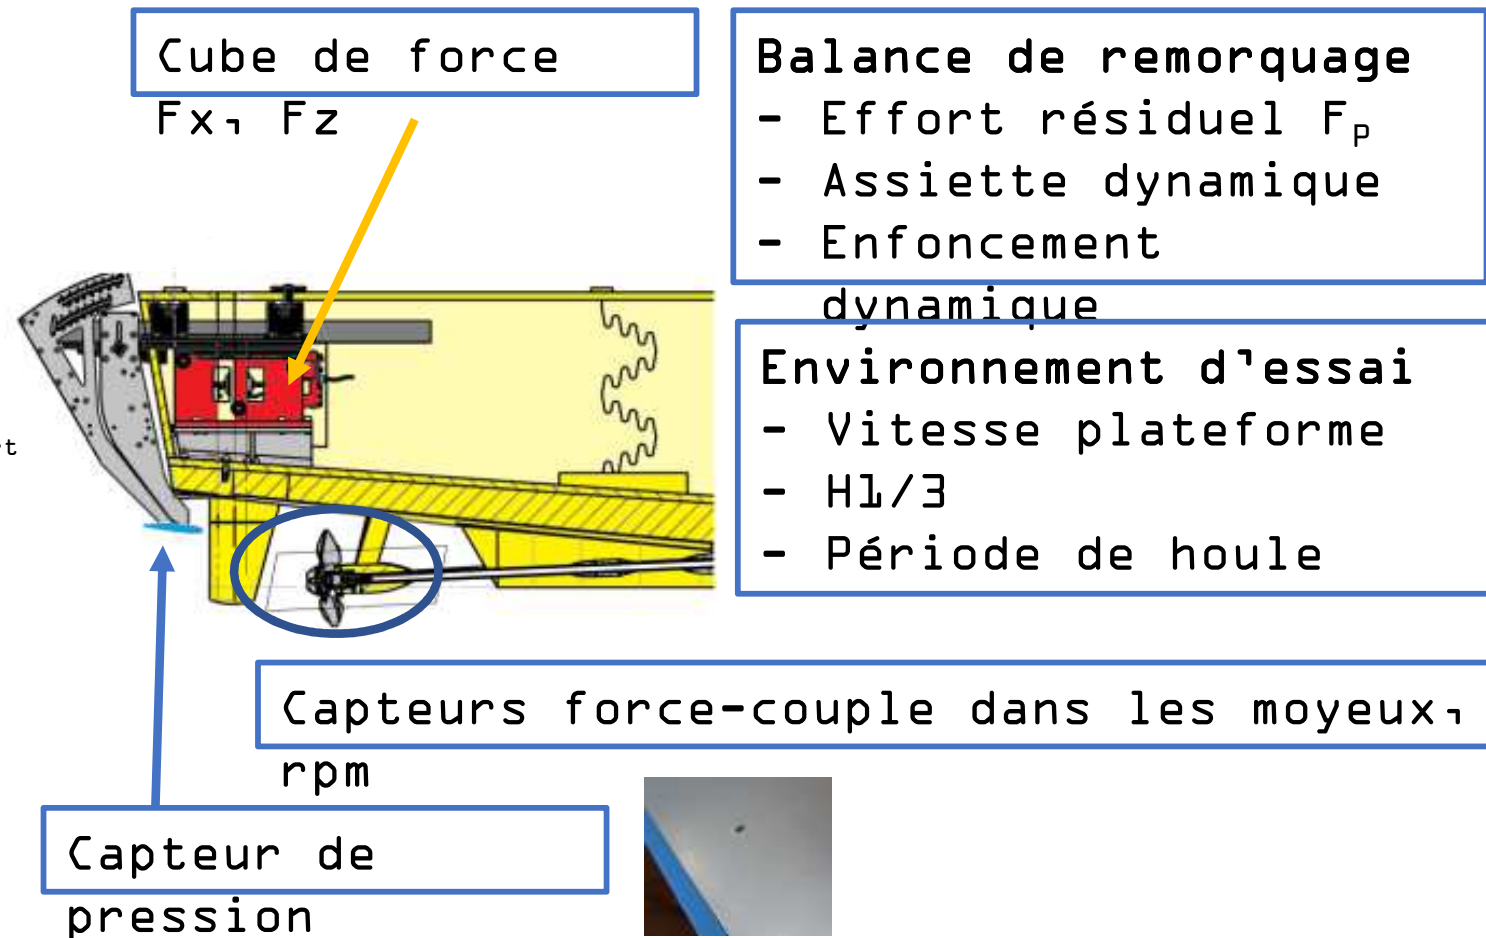 Cube de force
Fx, Fz
Balance de remorquage
- Effort résiduel Fₚ
- Assiette dynamique
- Enfoncement
dynamique
Environnement d'essai
- Vitesse plateforme
- H1/3
- Période de houle
Capteurs force-couple dans les moyeux,
rpm
Capteur de
pression